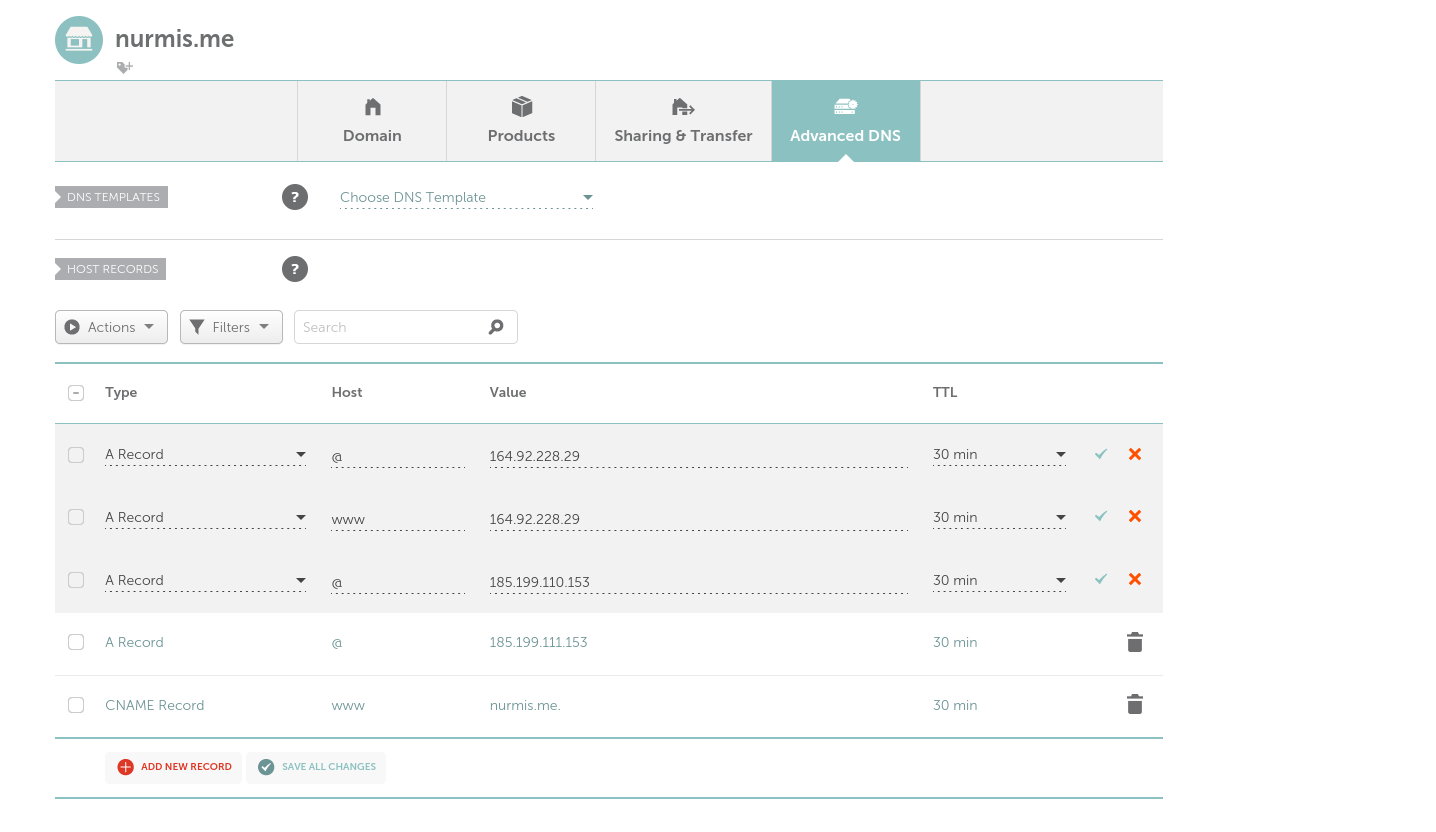 nurmis.me
Domain Products Sharing & Transfer Advanced DNS
DNS TEMPLATES ? Choose DNS Template
HOST RECORDS ?
Actions Filters Search
Type Host Value TTL
A Record @ 164.92.228.29 30 min
A Record www 164.92.228.29 30 min
A Record @ 185.199.110.153 30 min
A Record @ 185.199.111.153 30 min
CNAME Record www nurmis.me. 30 min
ADD NEW RECORD SAVE ALL CHANGES